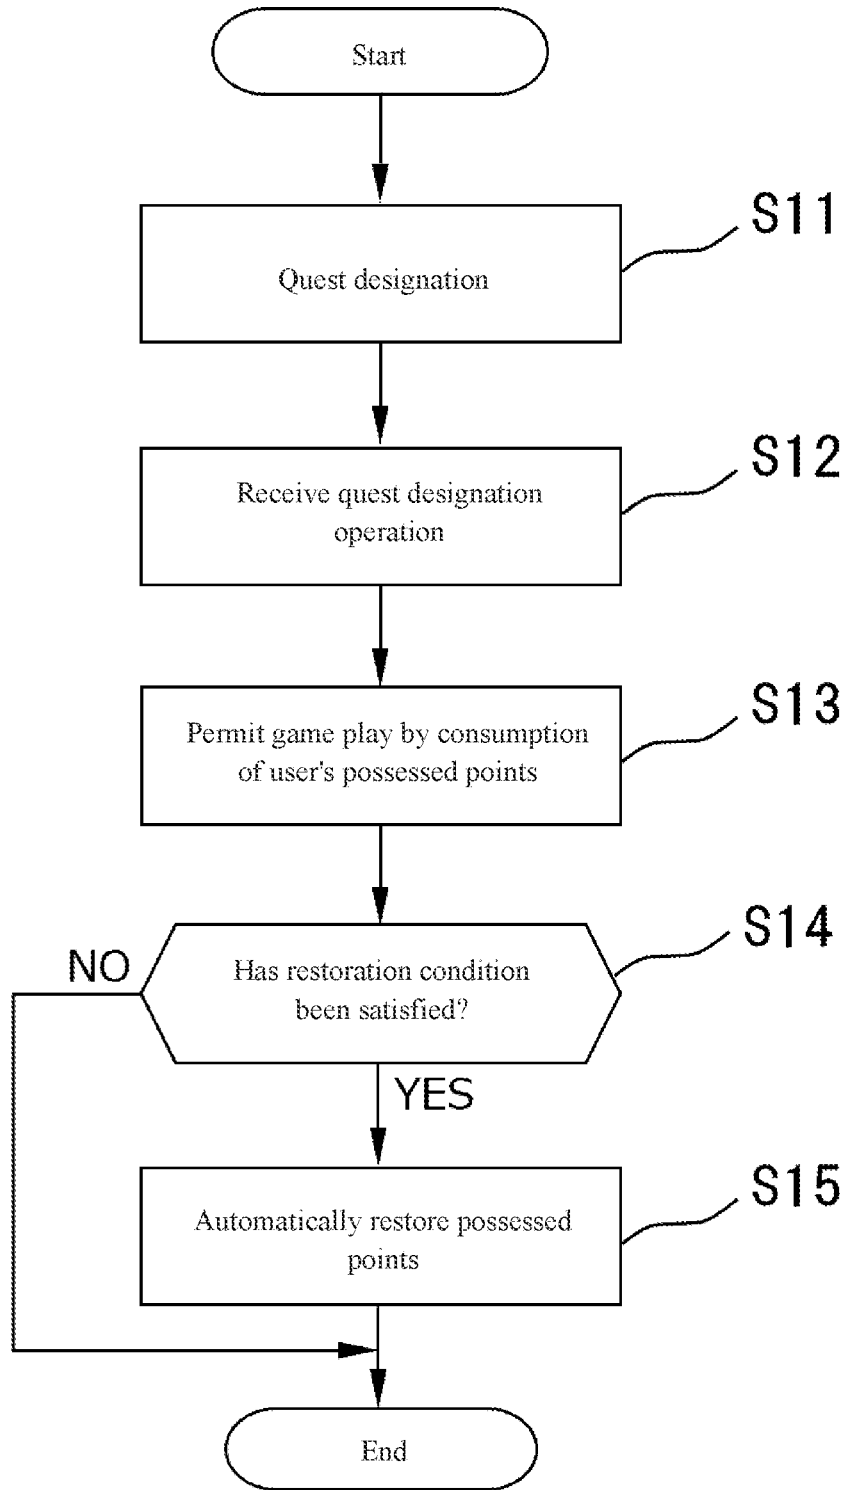 Start
S11
Quest designation
S12
Receive quest designation
operation
S13
Permit game play by consumption
of user's possessed points
S14
NO
Has restoration condition
been satisfied?
YES
S15
Automatically restore possessed
points
End